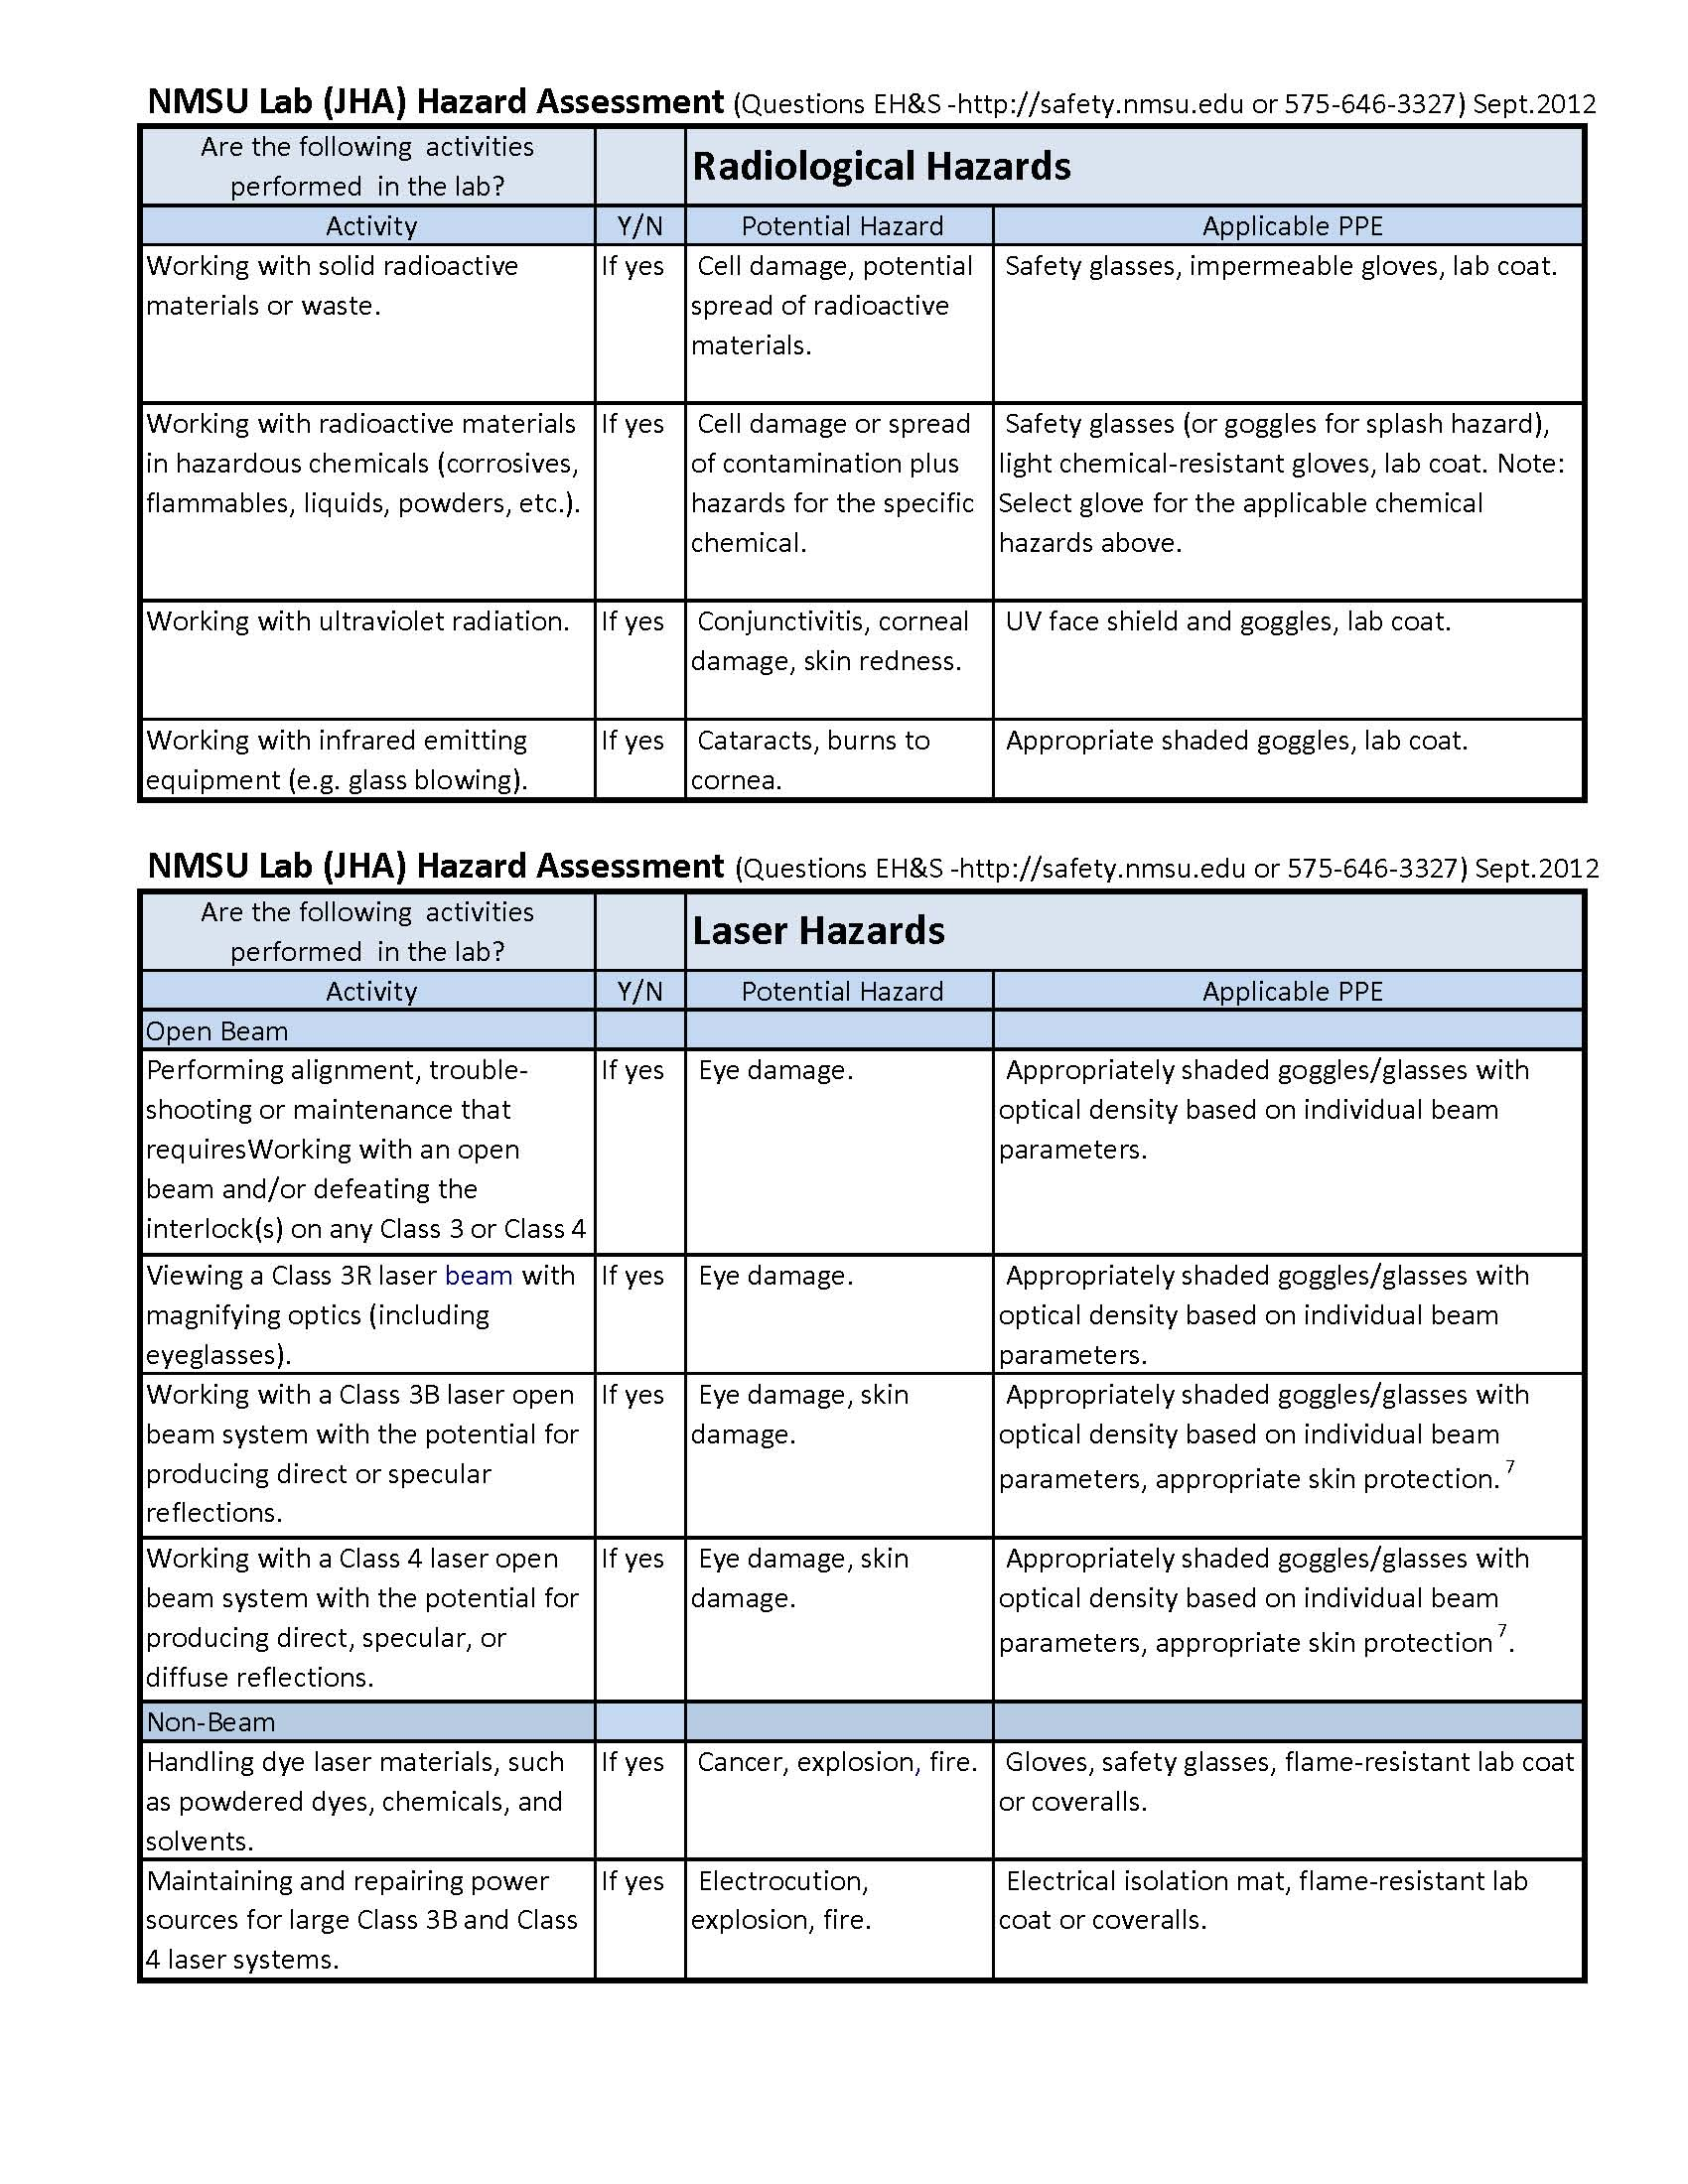 NMSU Lab (JHA) Hazard Assessment (Questions EH&S -http://safety.nmsu.edu or 575-646-3327) Sept.2012
Are the following  activities
performed  in the lab?
Radiological Hazards
Activity
Y/N
Potential Hazard
Applicable PPE
Working with solid radioactive
materials or waste.
If yes
Cell damage, potential
spread of radioactive
materials.
Safety glasses, impermeable gloves, lab coat.
Working with radioactive materials
in hazardous chemicals (corrosives,
flammables, liquids, powders, etc.).
If yes
Cell damage or spread
of contamination plus
hazards for the specific
chemical.
Safety glasses (or goggles for splash hazard),
light chemical-resistant gloves, lab coat. Note:
Select glove for the applicable chemical
hazards above.
Working with ultraviolet radiation.
If yes
Conjunctivitis, corneal
damage, skin redness.
UV face shield and goggles, lab coat.
Working with infrared emitting
equipment (e.g. glass blowing).
If yes
Cataracts, burns to
cornea.
Appropriate shaded goggles, lab coat.
NMSU Lab (JHA) Hazard Assessment (Questions EH&S -http://safety.nmsu.edu or 575-646-3327) Sept.2012
Are the following  activities
performed  in the lab?
Laser Hazards
Activity
Y/N
Potential Hazard
Applicable PPE
Open Beam
Performing alignment, trouble-
shooting or maintenance that
requiresWorking with an open
beam and/or defeating the
interlock(s) on any Class 3 or Class 4
If yes
Eye damage.
Appropriately shaded goggles/glasses with
optical density based on individual beam
parameters.
Viewing a Class 3R laser beam with
magnifying optics (including
eyeglasses).
If yes
Eye damage.
Appropriately shaded goggles/glasses with
optical density based on individual beam
parameters.
Working with a Class 3B laser open
beam system with the potential for
producing direct or specular
reflections.
If yes
Eye damage, skin
damage.
Appropriately shaded goggles/glasses with
optical density based on individual beam
parameters, appropriate skin protection. 7
Working with a Class 4 laser open
beam system with the potential for
producing direct, specular, or
diffuse reflections.
If yes
Eye damage, skin
damage.
Appropriately shaded goggles/glasses with
optical density based on individual beam
parameters, appropriate skin protection 7.
Non-Beam
Handling dye laser materials, such
as powdered dyes, chemicals, and
solvents.
If yes
Cancer, explosion, fire.
Gloves, safety glasses, flame-resistant lab coat
or coveralls.
Maintaining and repairing power
sources for large Class 3B and Class
4 laser systems.
If yes
Electrocution,
explosion, fire.
Electrical isolation mat, flame-resistant lab
coat or coveralls.